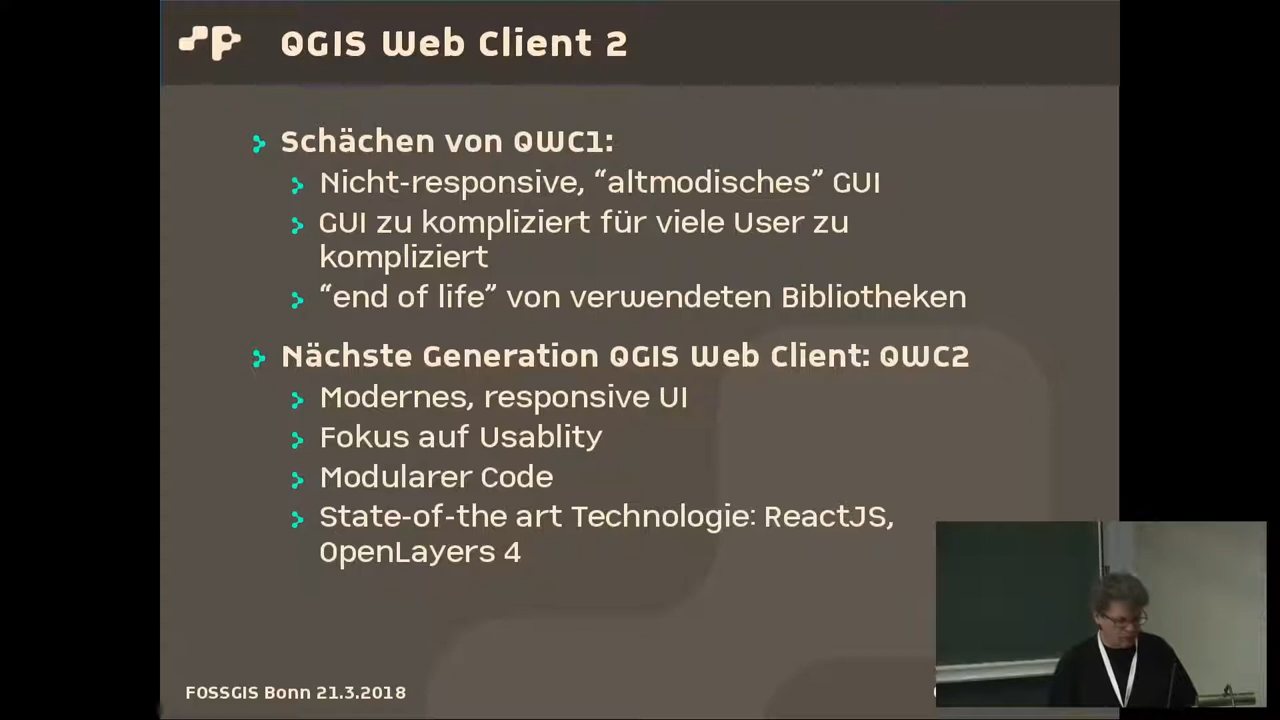 QGIS Web Client 2
Schächen von QWC1:
Nicht-responsive, “altmodisches” GUI
GUI zu kompliziert für viele User zu
kompliziert
“end of life” von verwendeten Bibliotheken
Nächste Generation QGIS Web Client: QWC2
Modernes, responsive UI
Fokus auf Usablity
Modularer Code
State-of-the art Technologie: ReactJS,
OpenLayers 4
FOSSGIS Bonn 21.3.2018